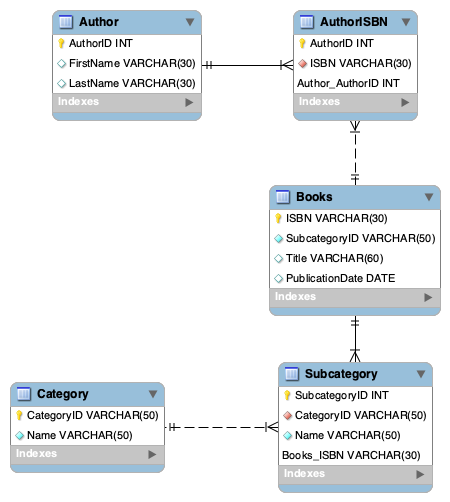 Author
AuthorID INT
FirstName VARCHAR(30)
LastName VARCHAR(30)
Indexes
AuthorISBN
AuthorID INT
ISBN VARCHAR(30)
Author_AuthorID INT
Indexes
Books
ISBN VARCHAR(30)
SubcategoryID VARCHAR(50)
Title VARCHAR(60)
PublicationDate DATE
Indexes
Category
CategoryID VARCHAR(50)
Name VARCHAR(50)
Indexes
Subcategory
SubcategoryID INT
CategoryID VARCHAR(50)
Name VARCHAR(50)
Books_ISBN VARCHAR(30)
Indexes